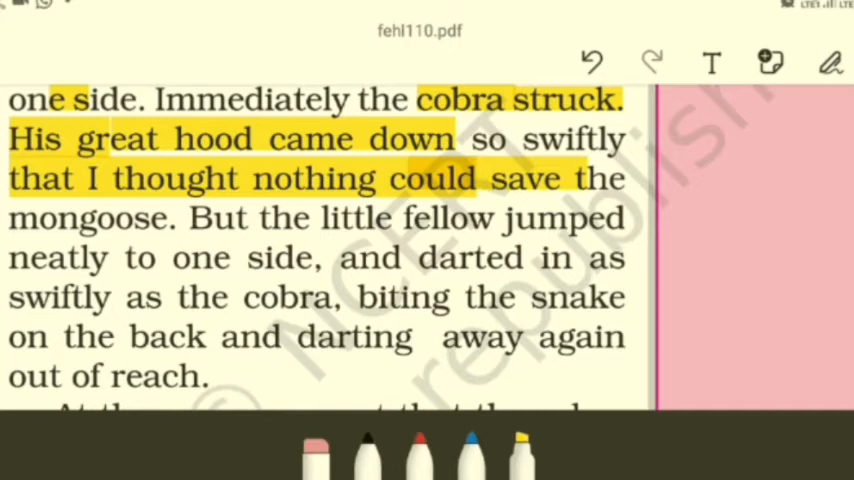 fehl110.pdf
T
one side. Immediately the cobra struck.
His great hood came down so swiftly
that I thought nothing could save the
mongoose. But the little fellow jumped
neatly to one side, and darted in as
swiftly as the cobra, biting the snake
on the back and darting away again
out of reach.
© NCERT
republish